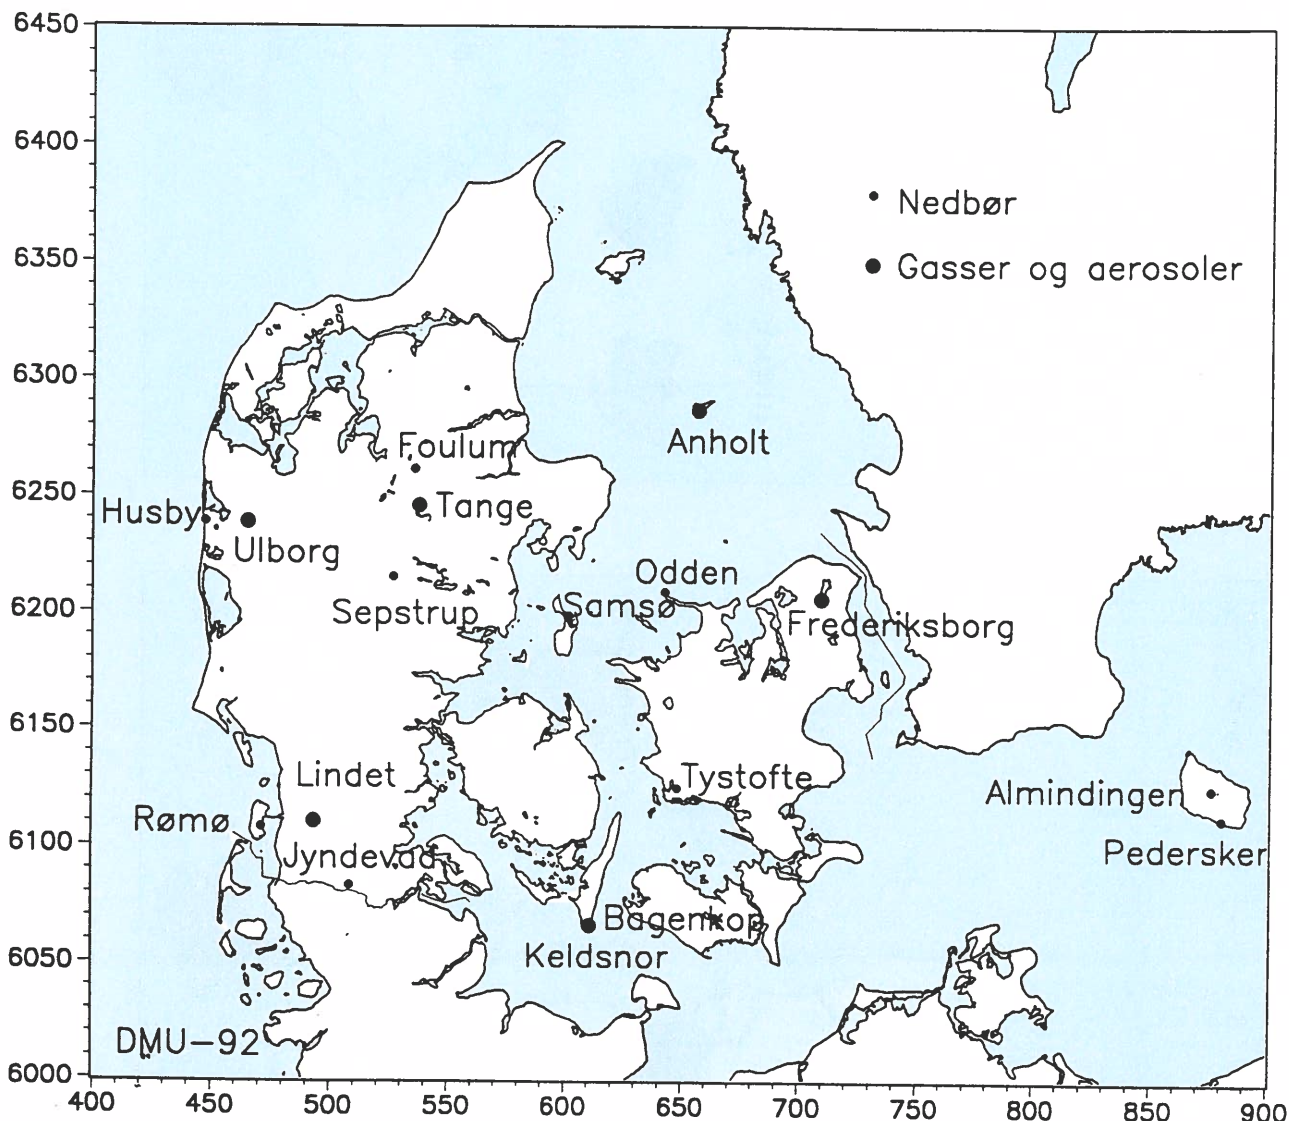 6450
6400
6350
6300
6250
6200
6150
6100
6050
6000
Nedbør
Gasser og aerosoler
Anholt
Foulum
Tange
Husby
Ulborg
Odden
Sepstrup
Samsø
Frederiksborg
Lindet
Tystofte
Almindingen
Rømø
Pedersker
Jyndevad
Bagenkop
Keldsnor
DMU-92
400 450 500 550 600 650 700 750 800 850 900